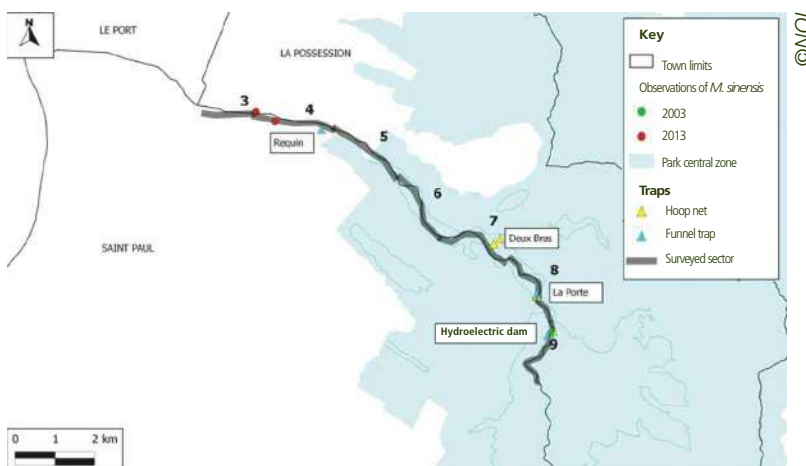 N
LE PORT
LA POSSESSION
SAINT PAUL
3
4
5
6
7
8
9
Requin
Deux Bras
La Porte
Hydroelectric dam
0 1 2 km
Key
Town limits
Observations of M. sinensis
2003
2013
Park central zone
Traps
Hoop net
Funnel trap
Surveyed sector